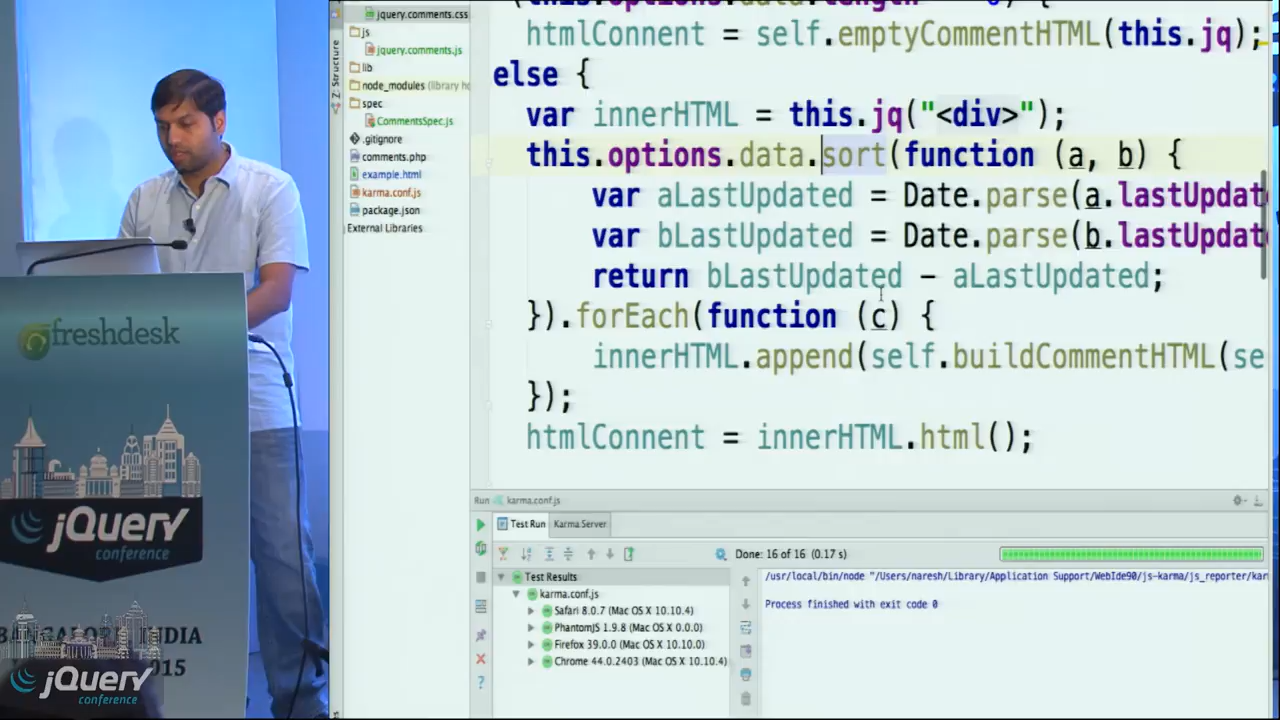 freshdesk
jQuery
conference
BANGALORE, INDIA
2015
jQuery
conference
Z: Structure
jquery.comments.css
js
jquery.comments.js
lib
node_modules (library ho
spec
CommentsSpec.js
.gitignore
comments.php
example.html
karma.conf.js
package.json
External Libraries
htmlConnent = self.emptyCommentHTML(this.jq);
else {
var innerHTML = this.jq("<div>");
this.options.data.sort(function (a, b) {
var aLastUpdated = Date.parse(a.lastUpdate
var bLastUpdated = Date.parse(b.lastUpdate
return bLastUpdated - aLastUpdated;
}).forEach(function (c) {
innerHTML.append(self.buildCommentHTML(se
});
htmlConnent = innerHTML.html();
Run karma.conf.js
Test Run Karma Server
Done: 16 of 16 (0.17 s)
Test Results
karma.conf.js
Safari 8.0.7 (Mac OS X 10.10.4)
PhantomJS 1.9.8 (Mac OS X 0.0.0)
Firefox 39.0.0 (Mac OS X 10.10.0)
Chrome 44.0.2403 (Mac OS X 10.10.4)
/usr/local/bin/node "/Users/naresh/Library/Application Support/WebIde90/js-karma/js_reporter/kar
Process finished with exit code 0